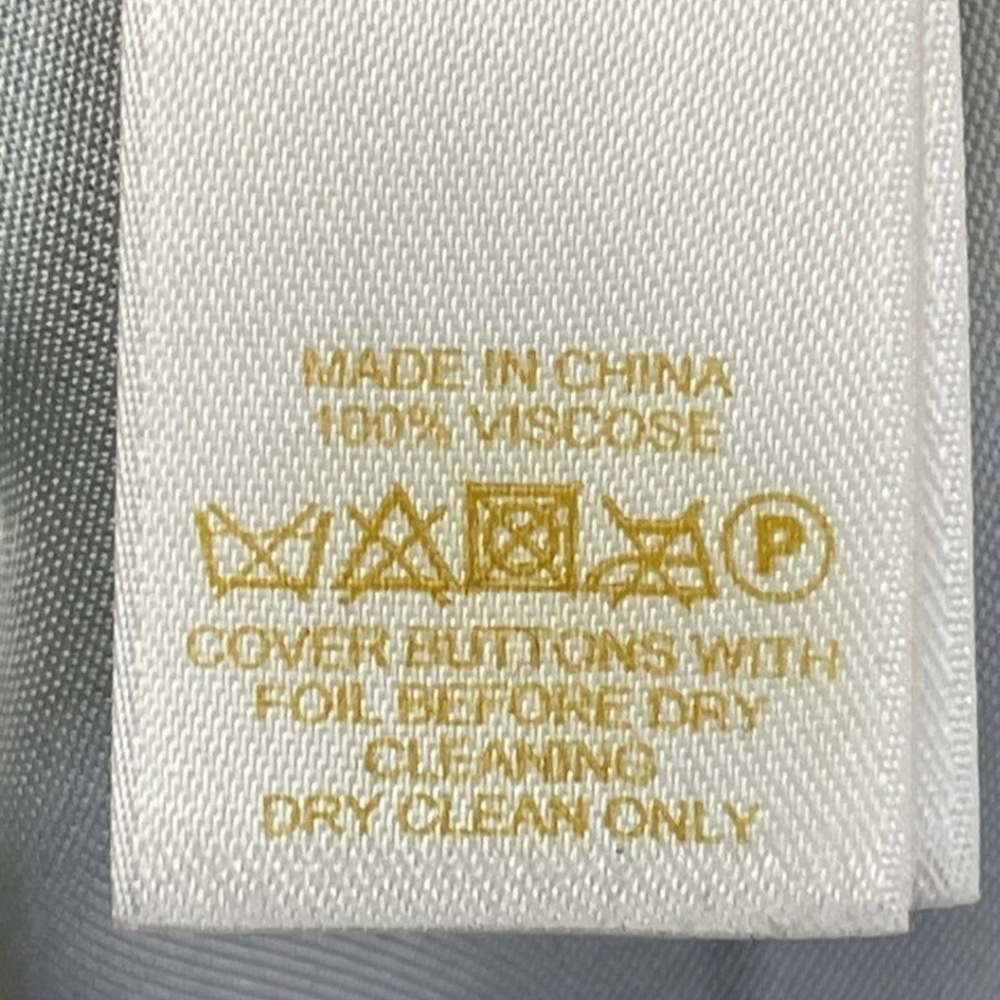 MADE IN CHINA
100% VISCOSE
P
COVER BUTTONS WITH
FOIL BEFORE DRY
CLEANING
DRY CLEAN ONLY